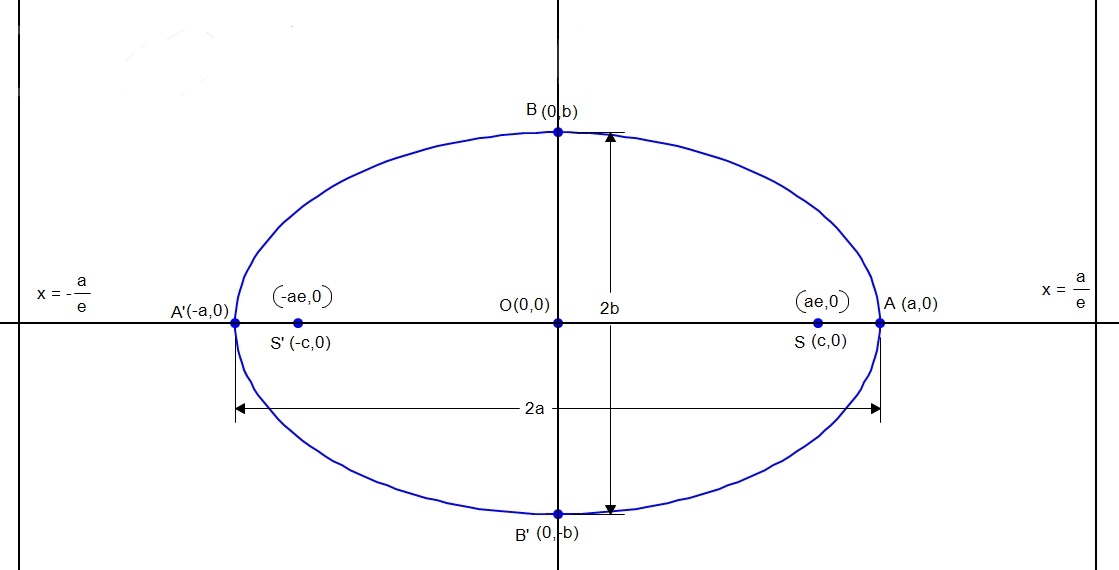 B (0,b)
x = - a/e
(-ae,0)
A'(-a,0)
S' (-c,0)
O(0,0)
2b
(ae,0)
A (a,0)
S (c,0)
x = a/e
2a
B' (0,-b)